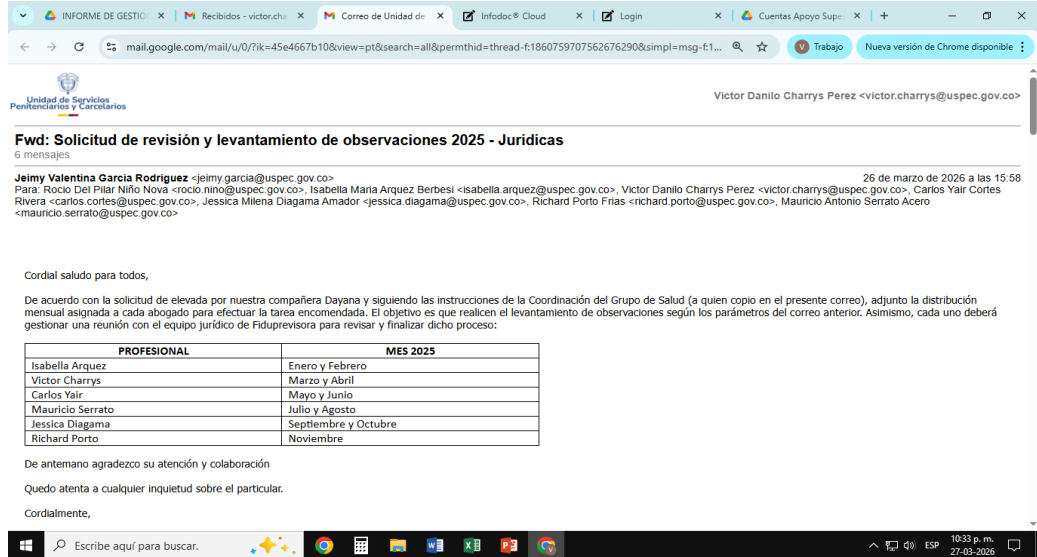 INFORME DE GESTIO
Recibidos - victor.cha
Correo de Unidad de
Infodoc® Cloud
Login
Cuentas Apoyo Super
mail.google.com/mail/u/0/?ik=45e4667b10&view=pt&search=all&permthid=thread-f:1860759707562676290&simpl=msg-f:1...
V Trabajo
Nueva versión de Chrome disponible
Unidad de Servicios
Penitenciarios y Carcelarios
Victor Danilo Charrys Perez <victor.charrys@uspec.gov.co>
Fwd: Solicitud de revisión y levantamiento de observaciones 2025 - Juridicas
6 mensajes
Jeimy Valentina Garcia Rodriguez <jeimy.garcia@uspec.gov.co> 26 de marzo de 2026 a las 15:58
Para: Rocio Del Pilar Niño Nova <rocio.nino@uspec.gov.co>, Isabella Maria Arquez Berbesi <isabella.arquez@uspec.gov.co>, Victor Danilo Charrys Perez <victor.charrys@uspec.gov.co>, Carlos Yair Cortes
Rivera <carlos.cortes@uspec.gov.co>, Jessica Milena Diagama Amador <jessica.diagama@uspec.gov.co>, Richard Porto Frias <richard.porto@uspec.gov.co>, Mauricio Antonio Serrato Acero
<mauricio.serrato@uspec.gov.co>
Cordial saludo para todos,
De acuerdo con la solicitud de elevada por nuestra compañera Dayana y siguiendo las instrucciones de la Coordinación del Grupo de Salud (a quien copio en el presente correo), adjunto la distribución
mensual asignada a cada abogado para efectuar la tarea encomendada. El objetivo es que realicen el levantamiento de observaciones según los parámetros del correo anterior. Asimismo, cada uno deberá
gestionar una reunión con el equipo jurídico de Fiduprevisora para revisar y finalizar dicho proceso:
PROFESIONAL MES 2025
Isabella Arquez Enero y Febrero
Victor Charrys Marzo y Abril
Carlos Yair Mayo y Junio
Mauricio Serrato Julio y Agosto
Jessica Diagama Septiembre y Octubre
Richard Porto Noviembre
De antemano agradezco su atención y colaboración
Quedo atenta a cualquier inquietud sobre el particular.
Cordialmente,
Escribe aquí para buscar.
ESP
10:33 p. m.
27-03-2026